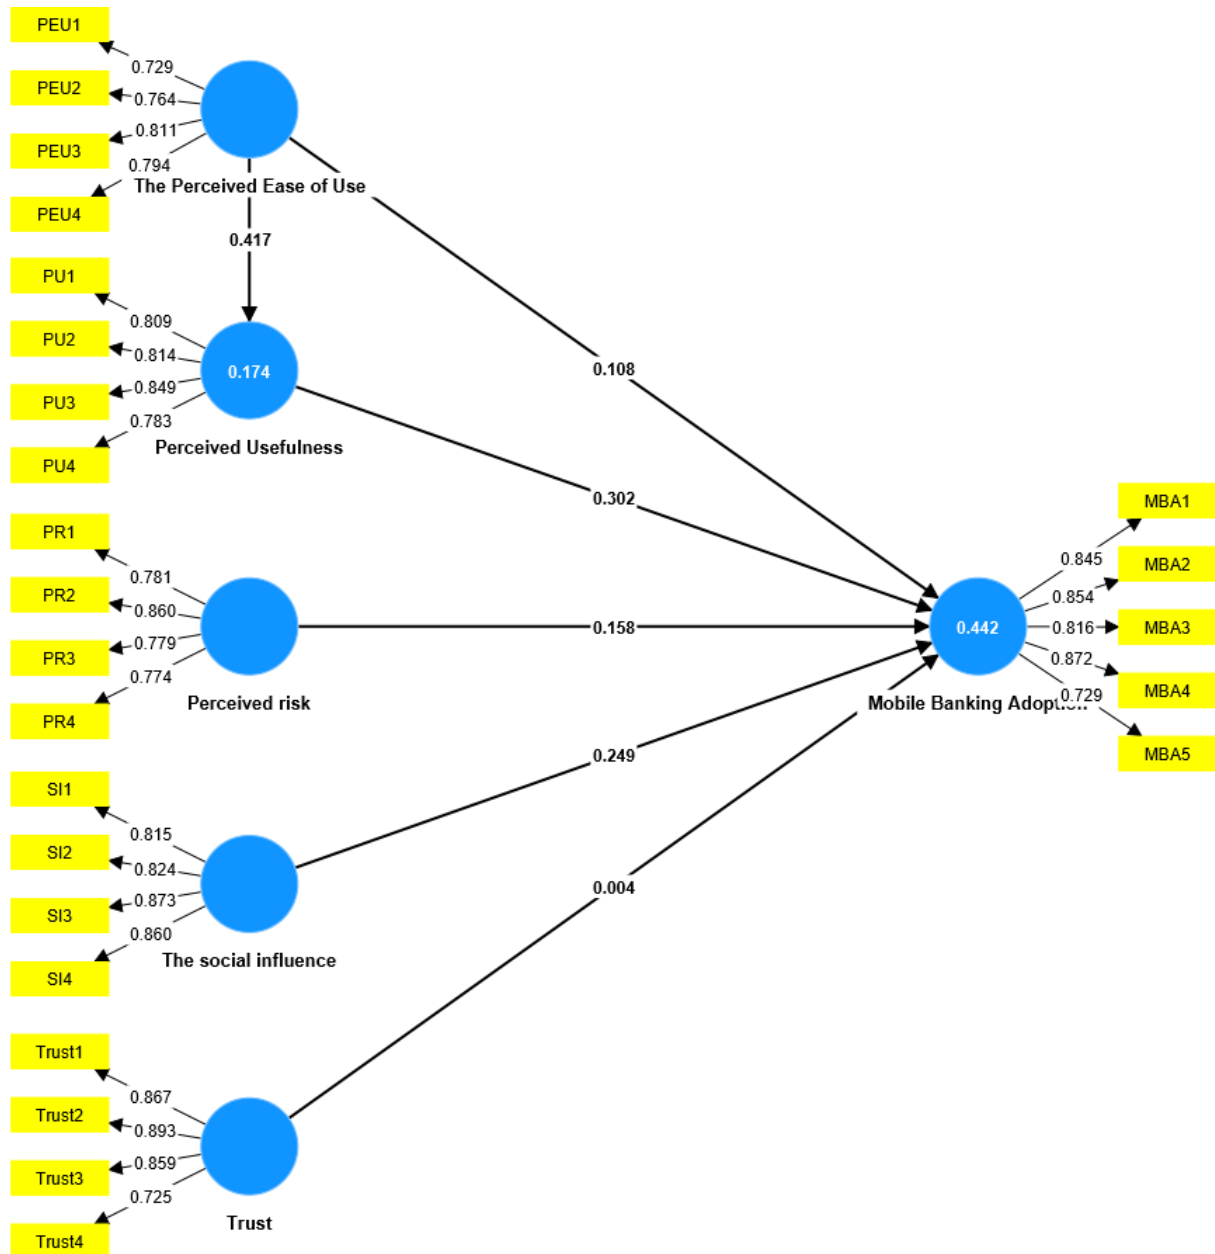 PEU1
0.729
PEU2
0.764
PEU3
0.811
PEU4
0.794
The Perceived Ease of Use
0.417
0.108
PU1
0.809
PU2
0.814
PU3
0.849
PU4
0.783
0.174
Perceived Usefulness
0.302
PR1
0.781
PR2
0.860
PR3
0.779
PR4
0.774
Perceived risk
0.158
SI1
0.815
SI2
0.824
SI3
0.873
SI4
0.860
The social influence
0.249
Trust1
0.867
Trust2
0.893
Trust3
0.859
Trust4
0.725
Trust
0.004
0.442
Mobile Banking Adoption
MBA1
0.845
MBA2
0.854
MBA3
0.816
MBA4
0.872
MBA5
0.729